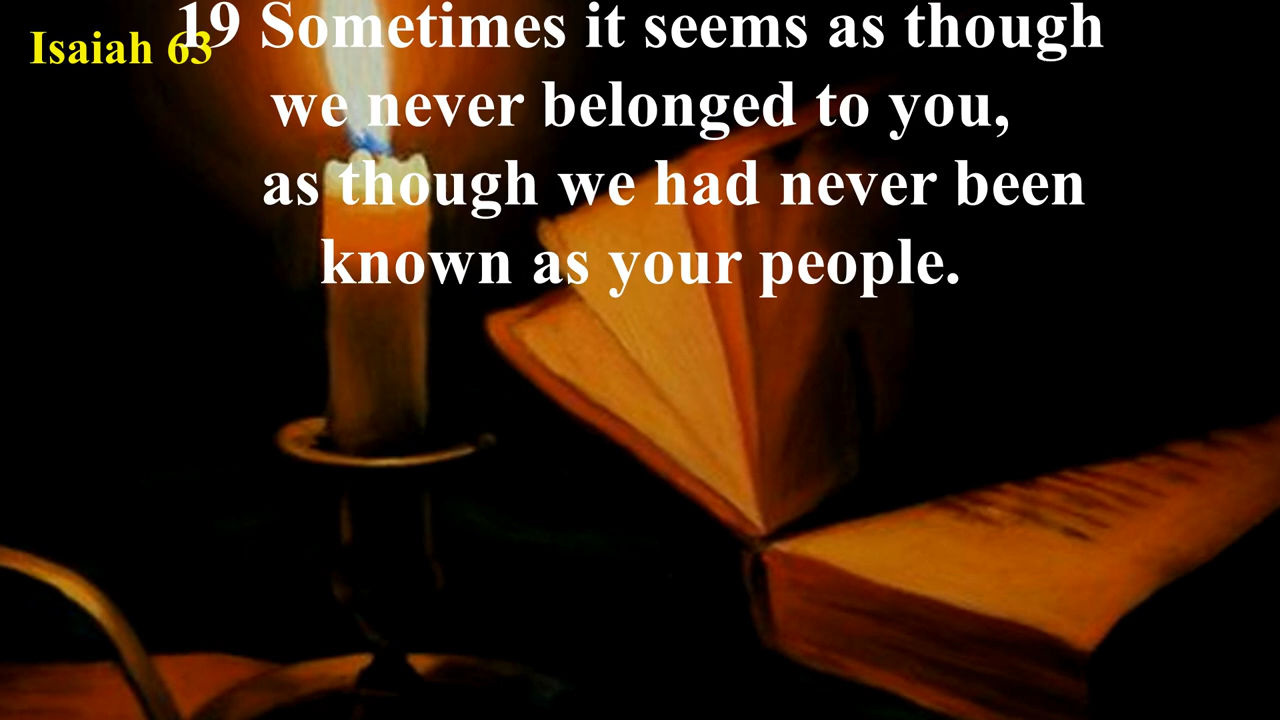 Isaiah 63
19 Sometimes it seems as though
we never belonged to you,
as though we had never been
known as your people.